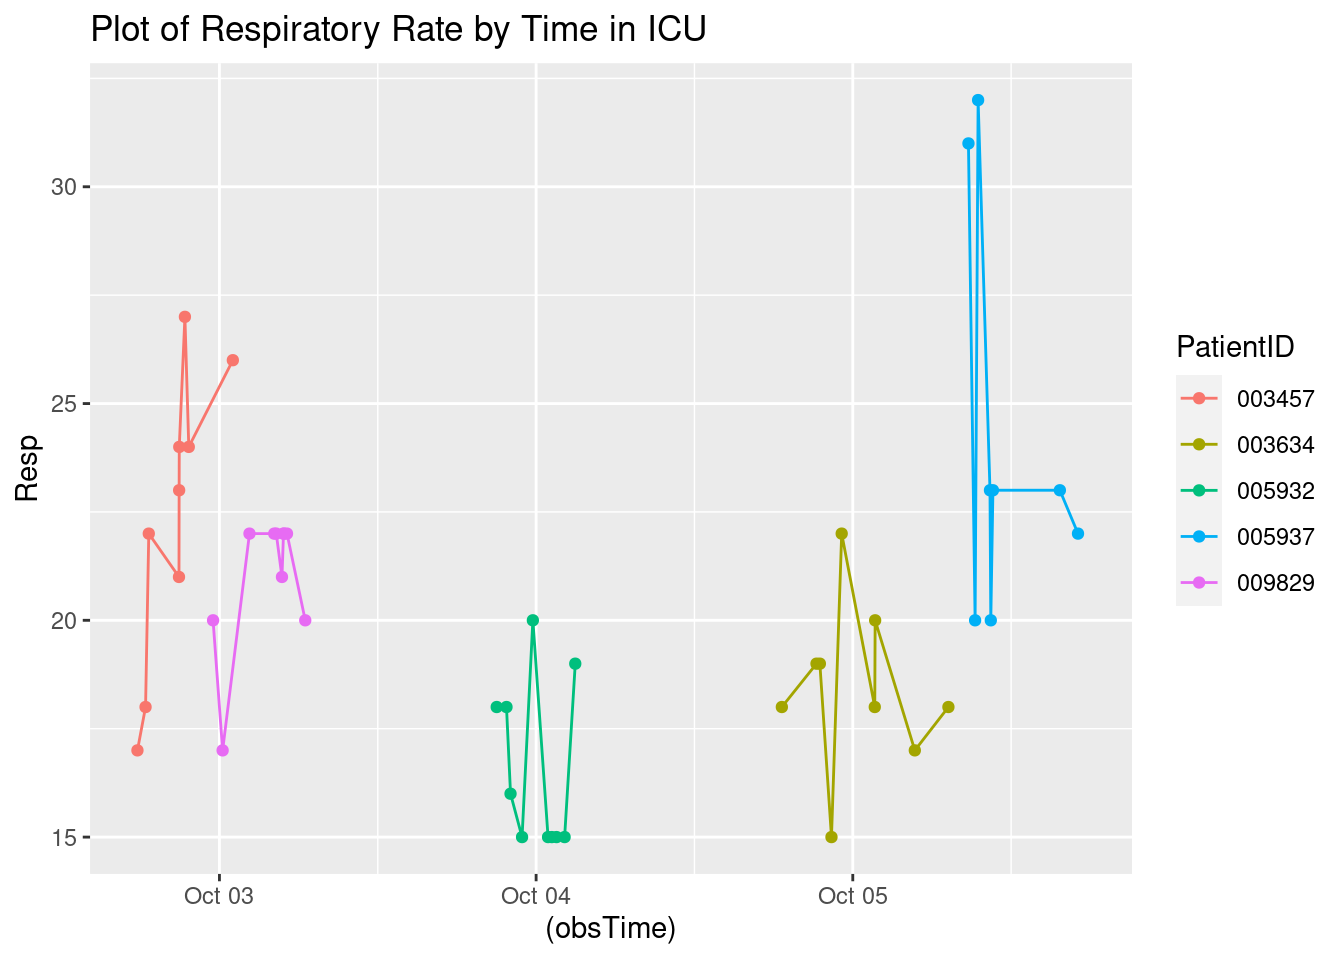 Plot of Respiratory Rate by Time in ICU
30
25
20
15
Resp
Oct 03
Oct 04
Oct 05
(obsTime)
PatientID
003457
003634
005932
005937
009829